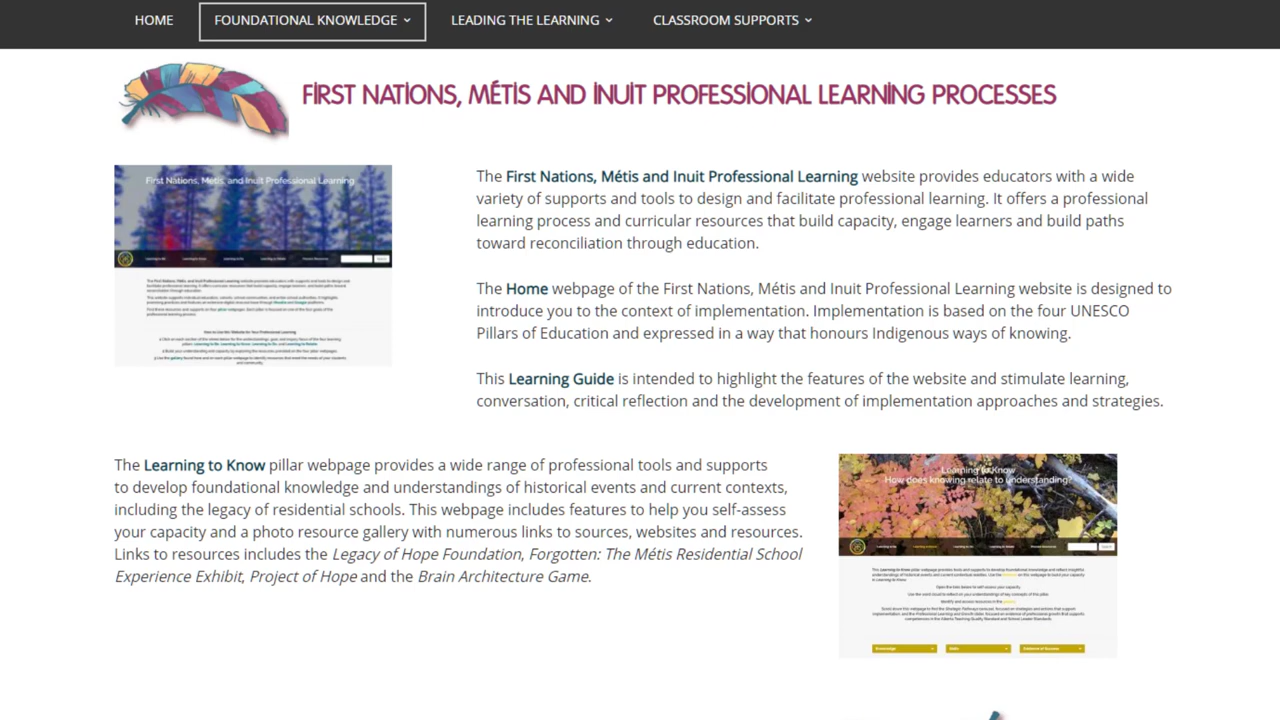 HOME
FOUNDATIONAL KNOWLEDGE
LEADING THE LEARNING
CLASSROOM SUPPORTS
FIRST NATIONS, MÉTIS AND INUIT PROFESSIONAL LEARNING PROCESSES
First Nations, Métis, and Inuit Professional Learning
The First Nations, Métis and Inuit Professional Learning website provides educators with a wide
variety of supports and tools to design and facilitate professional learning. It offers a professional
learning process and curricular resources that build capacity, engage learners and build paths
toward reconciliation through education.
The Home webpage of the First Nations, Métis and Inuit Professional Learning website is designed to
introduce you to the context of implementation. Implementation is based on the four UNESCO
Pillars of Education and expressed in a way that honours Indigenous ways of knowing.
This Learning Guide is intended to highlight the features of the website and stimulate learning,
conversation, critical reflection and the development of implementation approaches and strategies.
The Learning to Know pillar webpage provides a wide range of professional tools and supports
to develop foundational knowledge and understandings of historical events and current contexts,
including the legacy of residential schools. This webpage includes features to help you self-assess
your capacity and a photo resource gallery with numerous links to sources, websites and resources.
Links to resources includes the Legacy of Hope Foundation, Forgotten: The Métis Residential School
Experience Exhibit, Project of Hope and the Brain Architecture Game.
Learning to Know
How does knowing relate to understanding?